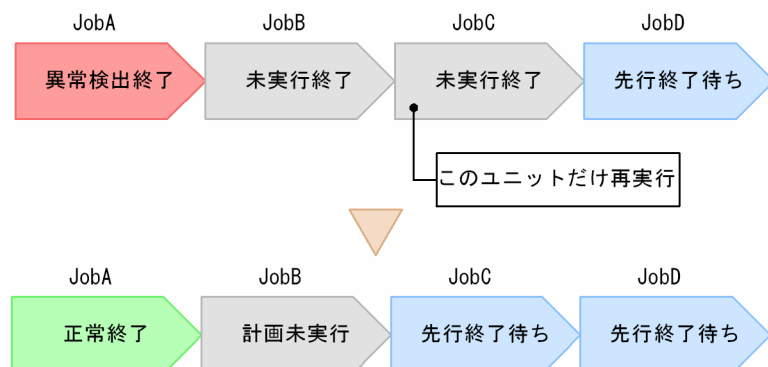 JobA
JobB
JobC
JobD
異常検出終了
未実行終了
未実行終了
先行終了待ち
このユニットだけ再実行
JobA
JobB
JobC
JobD
正常終了
計画未実行
先行終了待ち
先行終了待ち